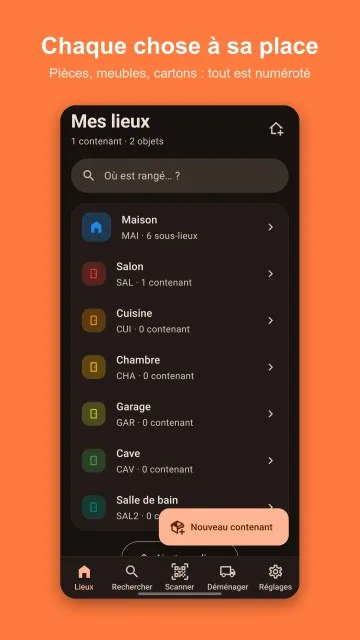 Chaque chose à sa place
Pièces, meubles, cartons : tout est numéroté
Mes lieux
1 contenant · 2 objets
Où est rangé… ?
Maison
MAI · 6 sous-lieux
Salon
SAL · 1 contenant
Cuisine
CUI · 0 contenant
Chambre
CHA · 0 contenant
Garage
GAR · 0 contenant
Cave
CAV · 0 contenant
Salle de bain
SAL2 · 0 c
Nouveau contenant
Lieux
Rechercher
Scanner
Déménager
Réglages